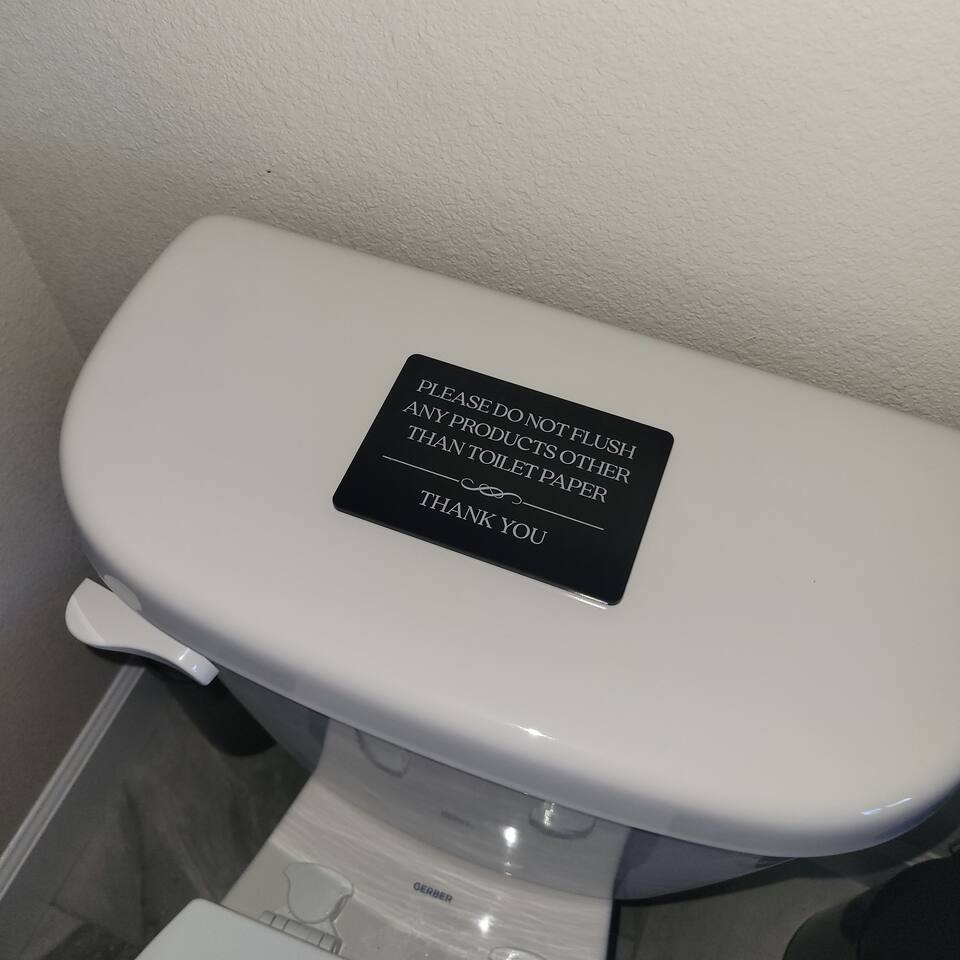 PLEASE DO NOT FLUSH
ANY PRODUCTS OTHER
THAN TOILET PAPER
THANK YOU
GERBER